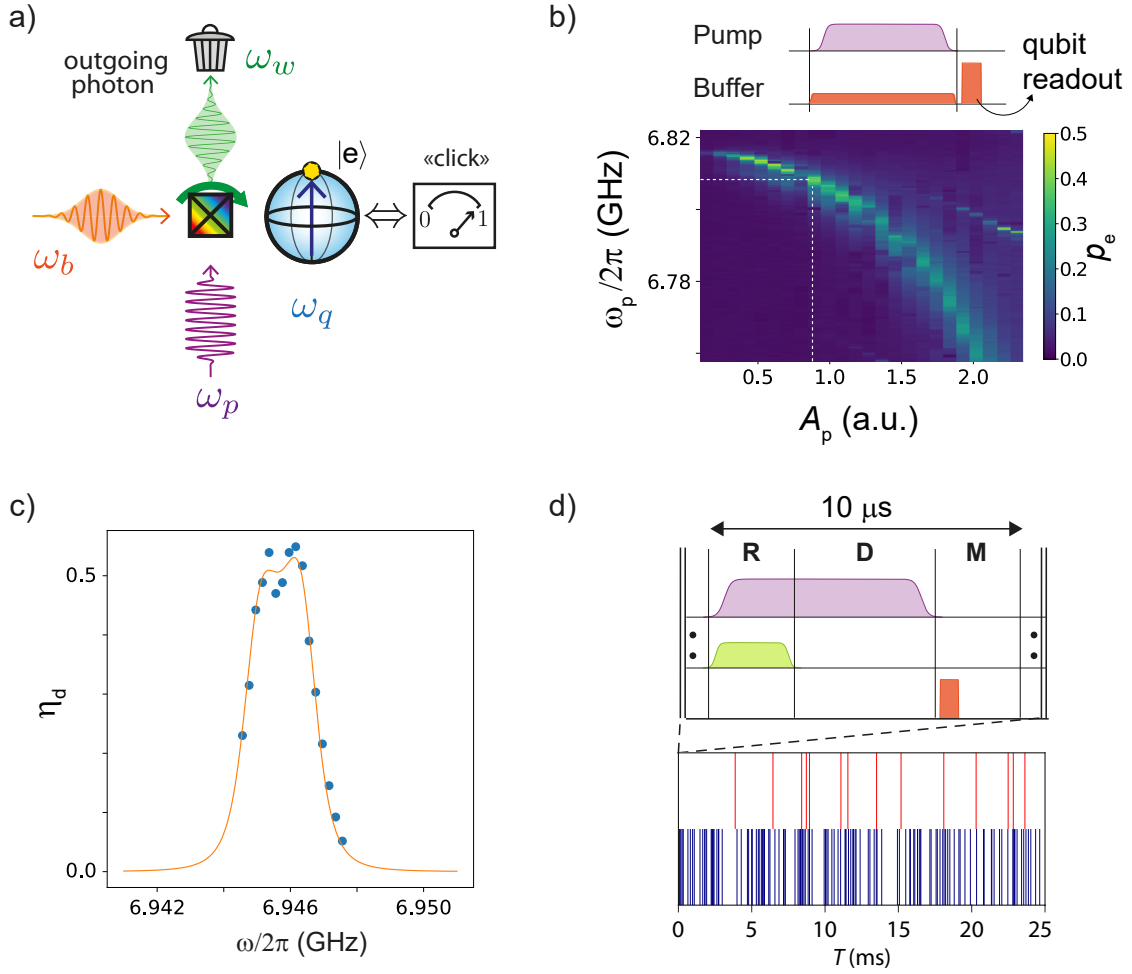 a)
outgoing
photon
ω_w
|e⟩
«click»
0 1
ω_b
ω_q
ω_p
b)
Pump
Buffer
qubit
readout
6.82
6.78
ω_p/2π (GHz)
0.5 1.0 1.5 2.0
A_p (a.u.)
0.5
0.4
0.3
0.2
0.1
0.0
p_e
c)
0.5
0.0
η_d
6.942 6.946 6.950
ω/2π (GHz)
d)
10 μs
R D M
0 5 10 15 20 25
T (ms)